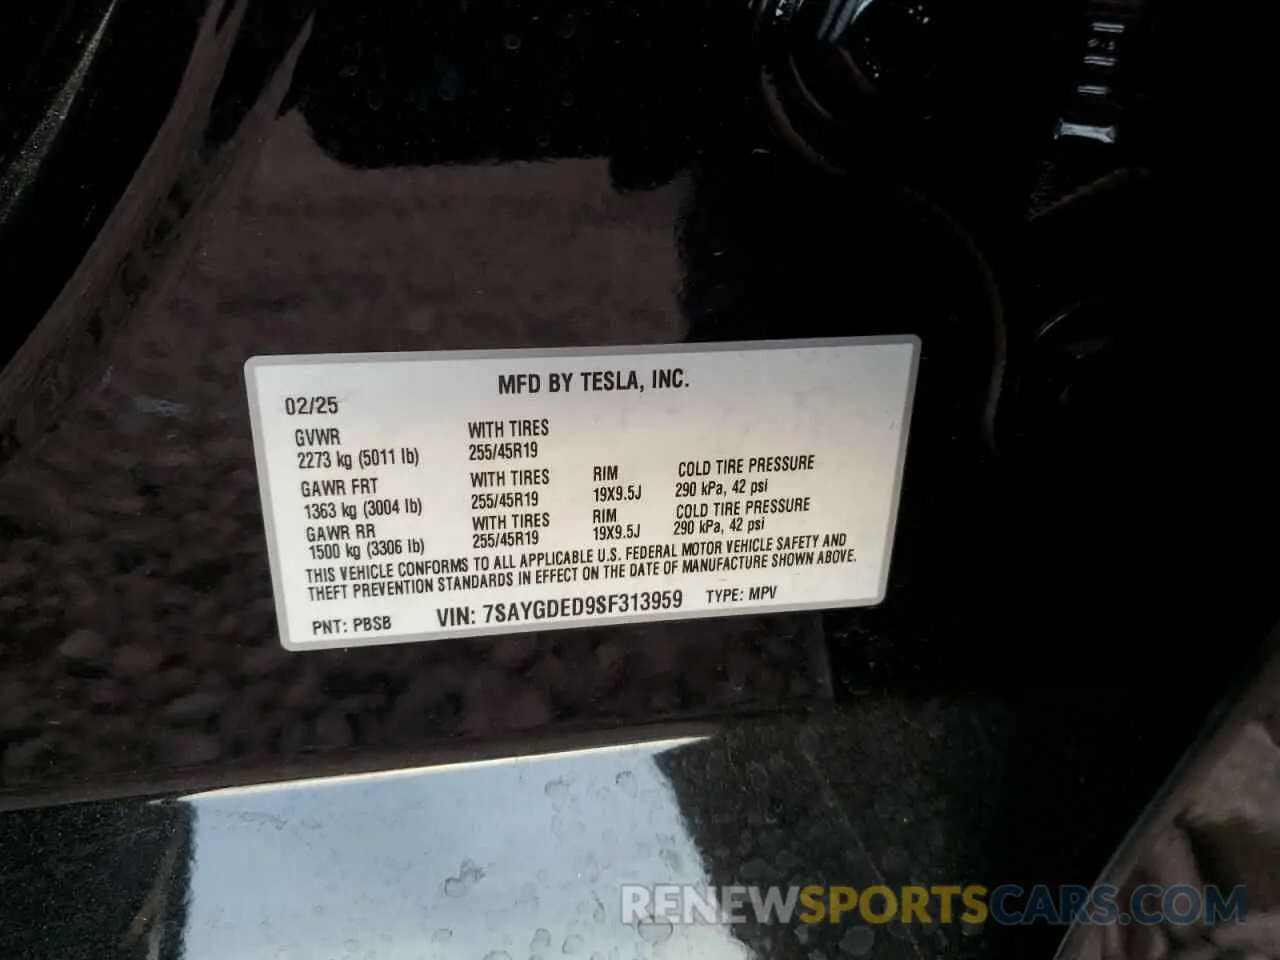 MFD BY TESLA, INC.
02/25
GVWR WITH TIRES
2273 kg (5011 lb) 255/45R19
GAWR FRT WITH TIRES RIM COLD TIRE PRESSURE
1363 kg (3004 lb) 255/45R19 19X9.5J 290 kPa, 42 psi
GAWR RR WITH TIRES RIM COLD TIRE PRESSURE
1500 kg (3306 lb) 255/45R19 19X9.5J 290 kPa, 42 psi
THIS VEHICLE CONFORMS TO ALL APPLICABLE U.S. FEDERAL MOTOR VEHICLE SAFETY AND
THEFT PREVENTION STANDARDS IN EFFECT ON THE DATE OF MANUFACTURE SHOWN ABOVE.
PNT: PBSB VIN: 7SAYGDED9SF313959 TYPE: MPV
RENEWSPORTSCARS.COM